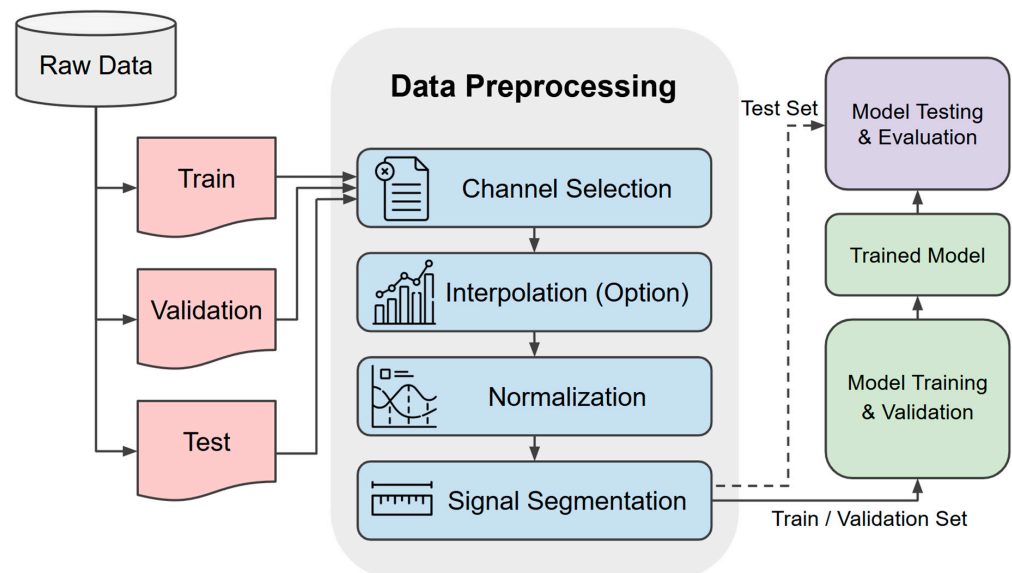 Raw Data
Train
Validation
Test
Data Preprocessing
Channel Selection
Interpolation (Option)
Normalization
Signal Segmentation
Test Set
Train / Validation Set
Model Testing
& Evaluation
Trained Model
Model Training
& Validation